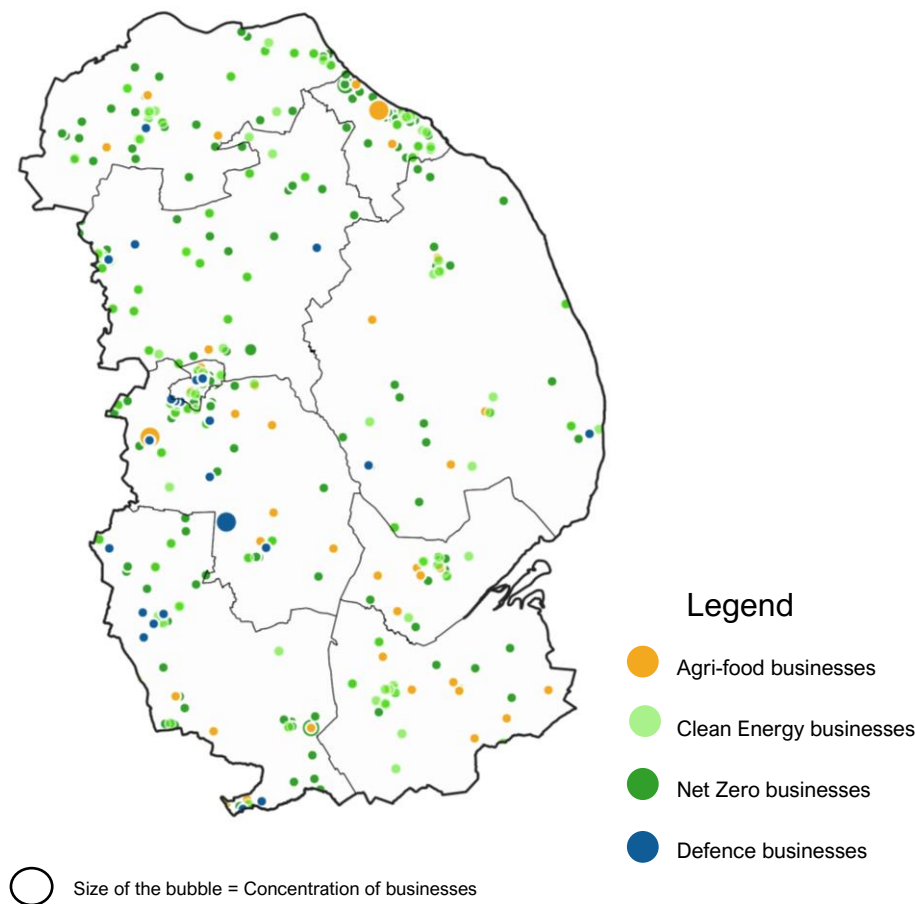 Legend
Agri-food businesses
Clean Energy businesses
Net Zero businesses
Defence businesses
Size of the bubble = Concentration of businesses